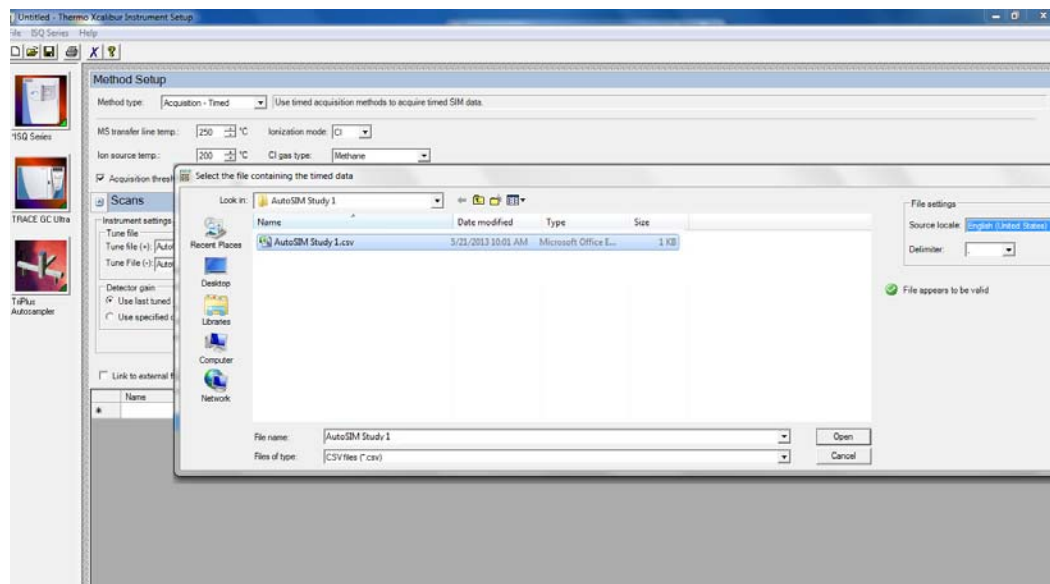 Untitled - Thermo Xcalibur Instrument Setup
File ISQ Series Help
Method Setup
Method type: Acquisition - Timed Use timed acquisition methods to acquire timed SIM data.
MS transfer line temp.: 250 °C Ionization mode: CI
Ion source temp.: 200 °C CI gas type: Methane
Acquisition thresh
Scans
Instrument settings
Tune file
Tune file (+): Auto
Tune File (-): Auto
Detector gain
Use last tuned
Use specified
Link to external f
Name
*
ISQ Series
TRACE GC Ultra
TriPlus
Autosampler
Select the file containing the timed data
Look in: AutoSIM Study 1
Recent Places
Desktop
Libraries
Computer
Network
Name Date modified Type Size
AutoSIM Study 1.csv 3/21/2013 10:01 AM Microsoft Office E... 1 KB
File name: AutoSIM Study 1
Files of type: CSV files (*.csv)
Open
Cancel
File settings
Source locale: English (United States)
Delimiter:
File appears to be valid